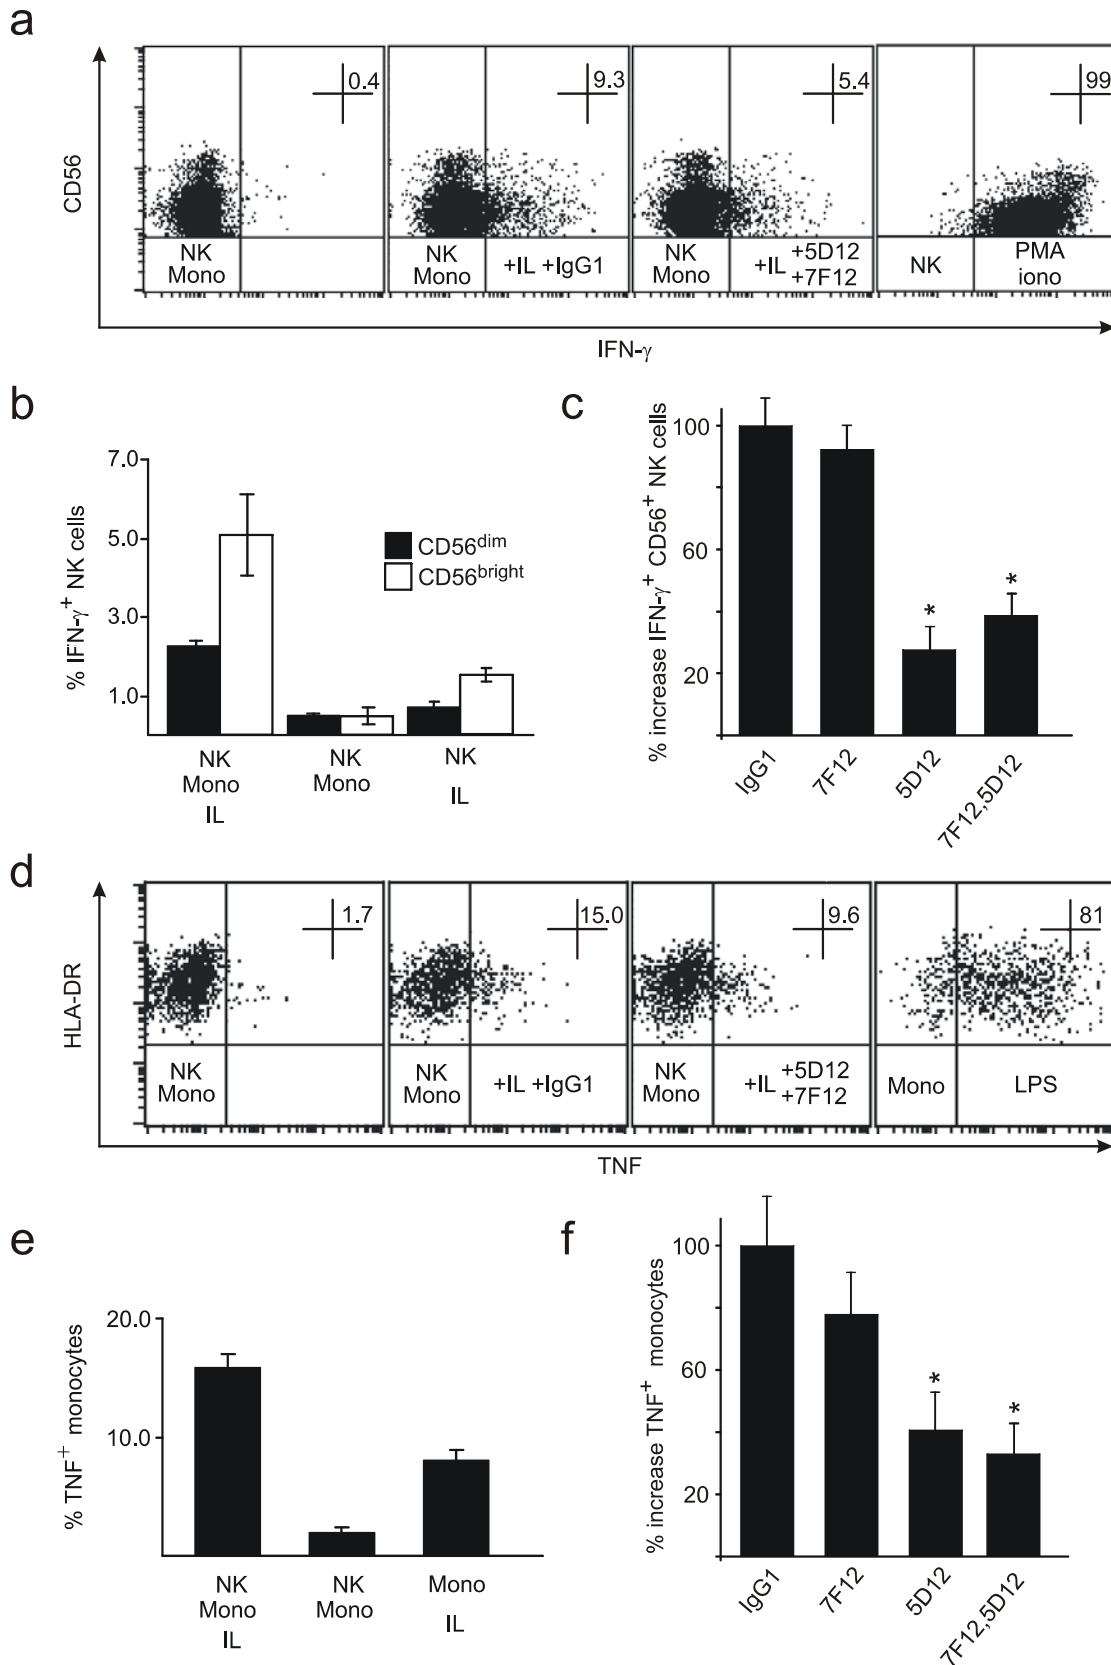 a
CD56
0.4
9.3
5.4
99
NK
Mono
NK
Mono
+IL +IgG1
NK
Mono
+IL +5D12
+7F12
NK
PMA
iono
IFN-γ
b
% IFN-γ+ NK cells
7.0
5.0
3.0
1.0
CD56dim
CD56bright
NK
Mono
IL
NK
Mono
NK
IL
c
% increase IFN-γ+ CD56+ NK cells
100
60
20
*
*
IgG1
7F12
5D12
7F12,5D12
d
HLA-DR
1.7
15.0
9.6
81
NK
Mono
NK
Mono
+IL +IgG1
NK
Mono
+IL +5D12
+7F12
Mono
LPS
TNF
e
% TNF+ monocytes
20.0
10.0
NK
Mono
IL
NK
Mono
Mono
IL
f
% increase TNF+ monocytes
100
60
20
*
*
IgG1
7F12
5D12
7F12,5D12